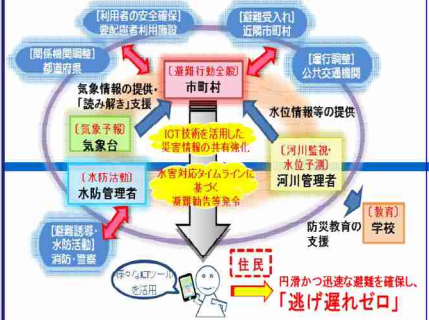 [利用者の安全確保]
要配慮者利用施設
[避難受入れ]
近隣市町村
[関係機関調整]
都道府県
[運行調整]
公共交通機関
[避難行動全般]
市町村
気象情報の提供・
「読み解き」支援
水位情報等の提供
[気象予報]
気象台
ICT技術を活用した
災害情報の共有強化
[河川監視・
水位予測]
河川管理者
[水防活動]
水防管理者
水害対応タイムラインに
基づく
避難勧告等発令
[避難誘導・
水防活動]
消防・警察
防災教育の
支援
[教育]
学校
様々なICTツール
を活用
住民
円滑かつ迅速な避難を確保し、
「逃げ遅れゼロ」